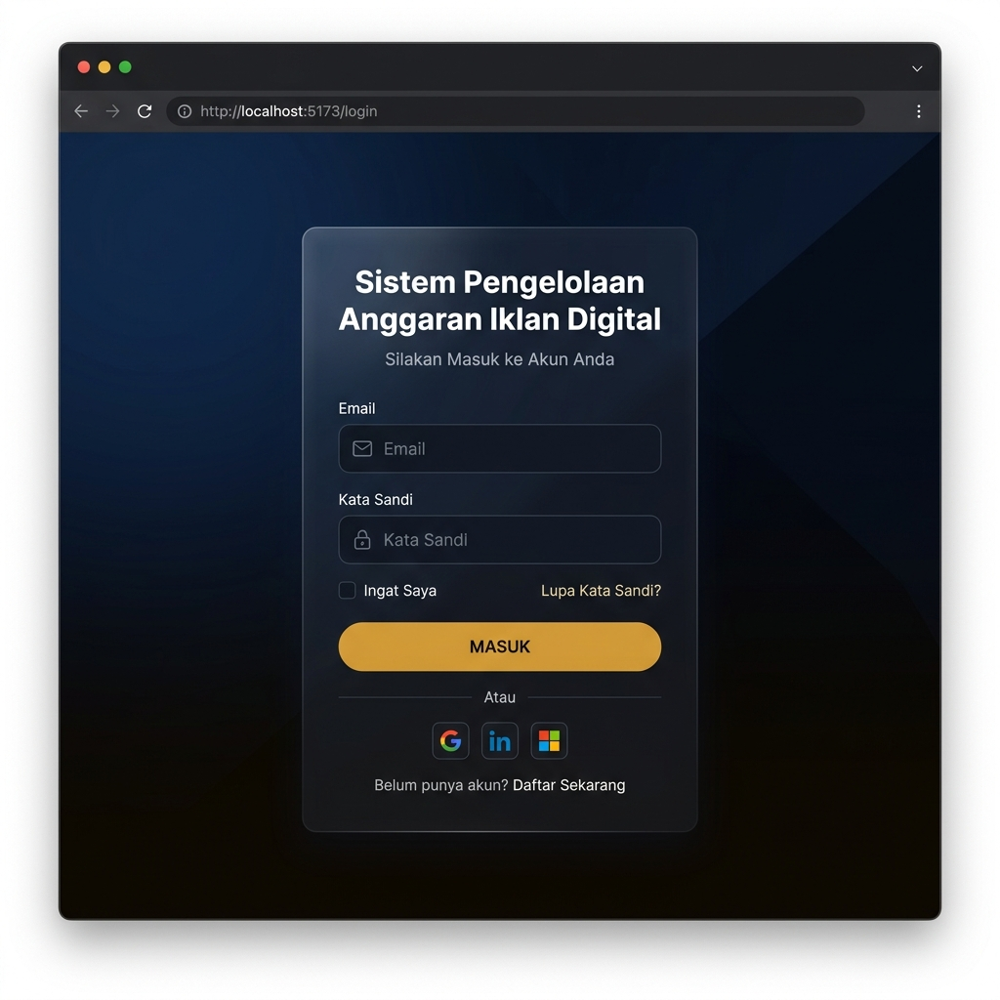 http://localhost:5173/login
Sistem Pengelolaan
Anggaran Iklan Digital
Silakan Masuk ke Akun Anda
Email
Email
Kata Sandi
Kata Sandi
Ingat Saya
Lupa Kata Sandi?
MASUK
Atau
G
in
Belum punya akun? Daftar Sekarang